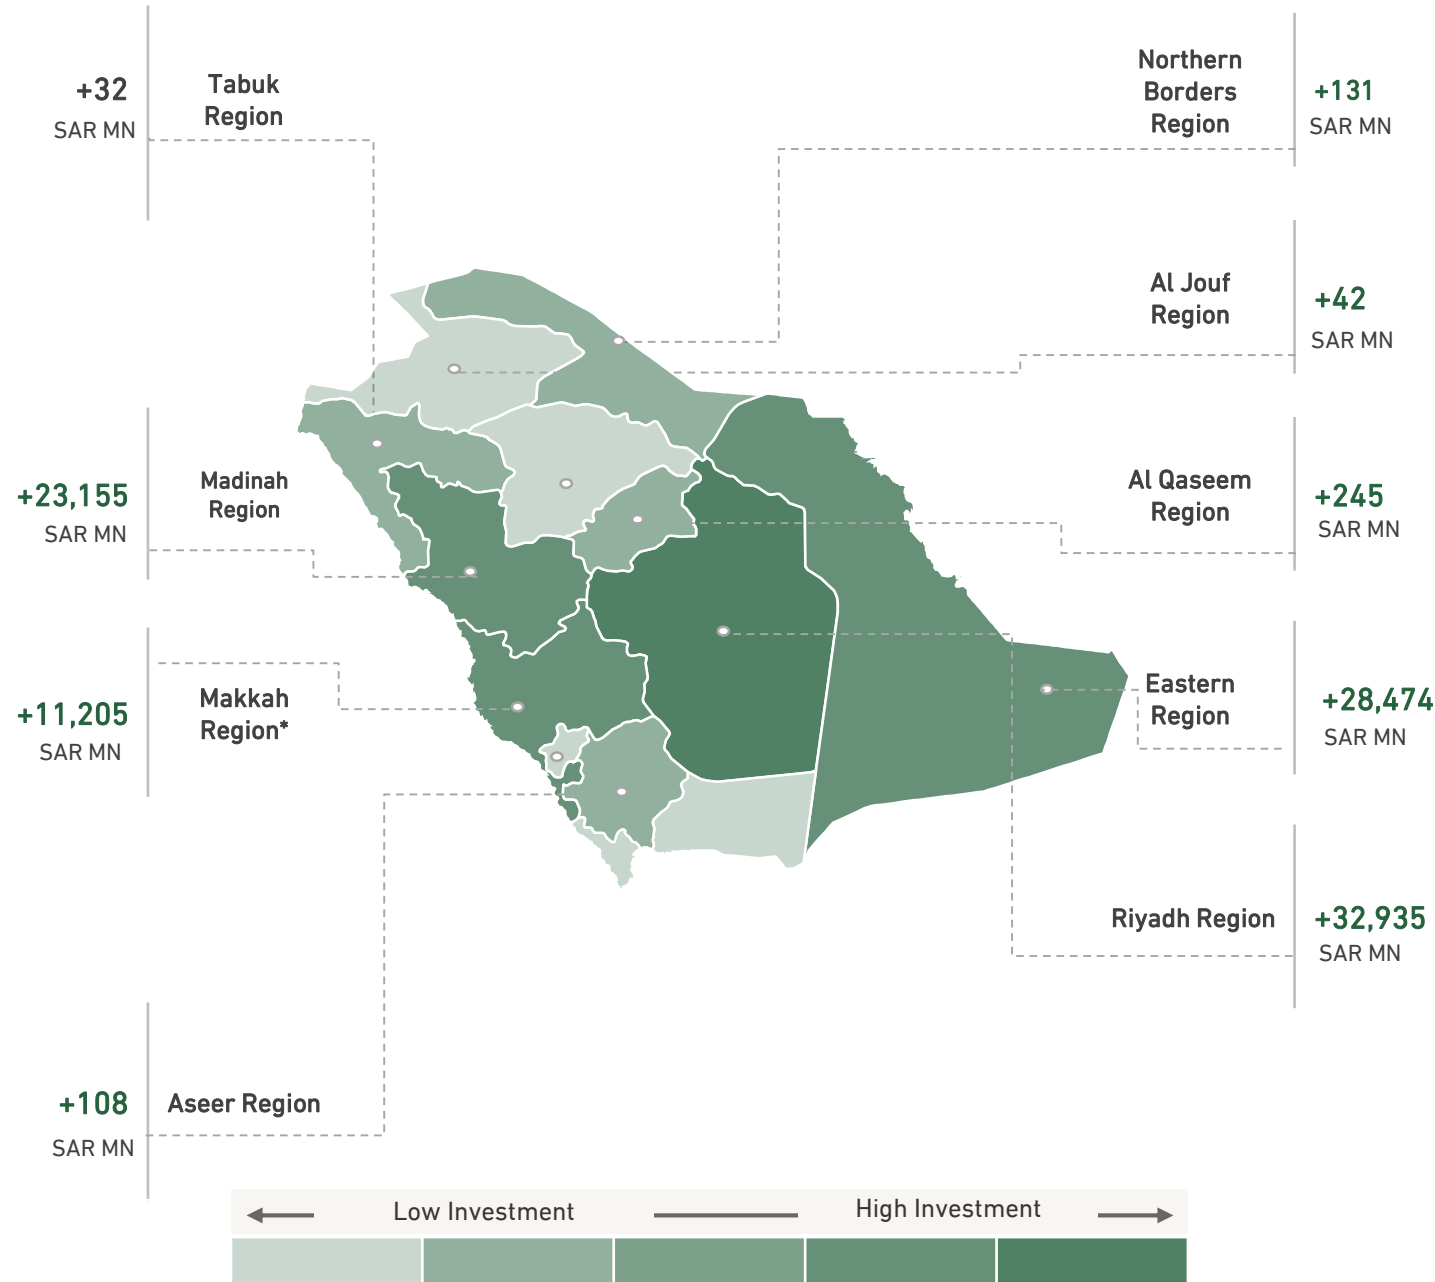 +32
SAR MN
Tabuk
Region
Northern
Borders
Region
+131
SAR MN
Al Jouf
Region
+42
SAR MN
+23,155
SAR MN
Madinah
Region
Al Qaseem
Region
+245
SAR MN
+11,205
SAR MN
Makkah
Region*
Eastern
Region
+28,474
SAR MN
Riyadh Region
+32,935
SAR MN
+108
SAR MN
Aseer Region
Low Investment
High Investment